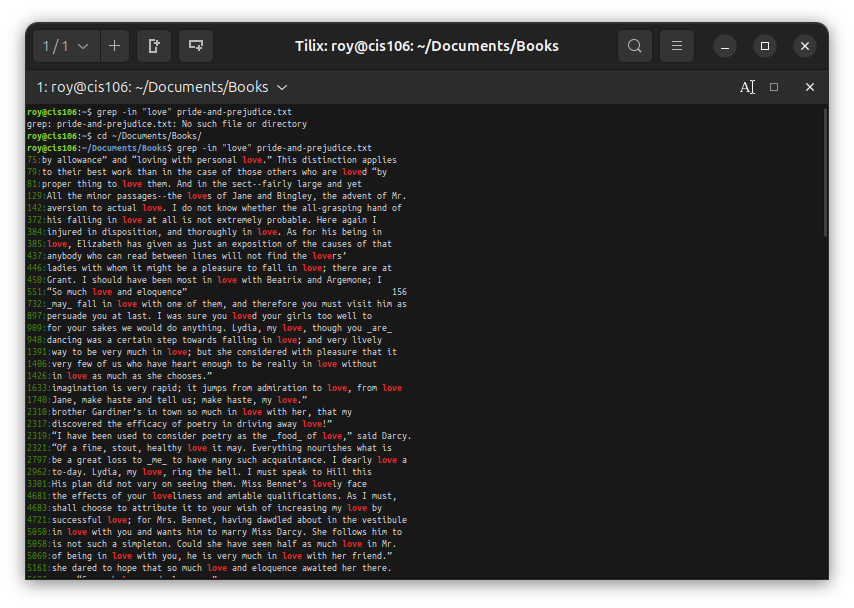 1 / 1
Tilix: roy@cis106: ~/Documents/Books
1: roy@cis106: ~/Documents/Books
roy@cis106:~$ grep -in "love" pride-and-prejudice.txt
grep: pride-and-prejudice.txt: No such file or directory
roy@cis106:~$ cd ~/Documents/Books/
roy@cis106:~/Documents/Books$ grep -in "love" pride-and-prejudice.txt
75:by allowance” and “loving with personal love.” This distinction applies
79:to their best work than in the case of those others who are loved “by
81:proper thing to love them. And in the sect--fairly large and yet
129:All the minor passages--the loves of Jane and Bingley, the advent of Mr.
142:aversion to actual love. I do not know whether the all-grasping hand of
372:his falling in love at all is not extremely probable. Here again I
384:injured in disposition, and thoroughly in love. As for his being in
385:love, Elizabeth has given as just an exposition of the causes of that
437:anybody who can read between lines will not find the lovers’
446:ladies with whom it might be a pleasure to fall in love; there are at
450:Grant. I should have been most in love with Beatrix and Argemone; I
551:“So much love and eloquence” 156
732:_may_ fall in love with one of them, and therefore you must visit him as
897:persuade you at last. I was sure you loved your girls too well to
909:for your sakes we would do anything. Lydia, my love, though you _are_
948:dancing was a certain step towards falling in love; and very lively
1391:way to be very much in love; but she considered with pleasure that it
1406:very few of us who have heart enough to be really in love without
1426:in love as much as she chooses.”
1633:imagination is very rapid; it jumps from admiration to love, from love
1740:Jane, make haste and tell us; make haste, my love.”
2310:brother Gardiner’s in town so much in love with her, that my
2317:discovered the efficacy of poetry in driving away love!”
2319:“I have been used to consider poetry as the _food_ of love,” said Darcy.
2321:“Of a fine, stout, healthy love it may. Everything nourishes what is
2797:be a great loss to _me_ to have many such acquaintance. I dearly love a
2962:to-day. Lydia, my love, ring the bell. I must speak to Hill this
3301:His plan did not vary on seeing them. Miss Bennet’s lovely face
4681:the effects of your loveliness and amiable qualifications. As I must,
4683:shall choose to attribute it to your wish of increasing my love by
4721:successful love; for Mrs. Bennet, having dawdled about in the vestibule
5050:in love with you and wants him to marry Miss Darcy. She follows him to
5058:is not such a simpleton. Could she have seen half as much love in Mr.
5069:of being in love with you, he is very much in love with her friend.”
5161:she dared to hope that so much love and eloquence awaited her there.